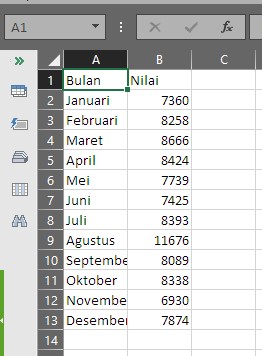 A1
fx
A B C
1 Bulan Nilai
2 Januari 7360
3 Februari 8258
4 Maret 8666
5 April 8424
6 Mei 7739
7 Juni 7425
8 Juli 8393
9 Agustus 11676
10 Septembe 8089
11 Oktober 8338
12 Novembe 6930
13 Desember 7874
14